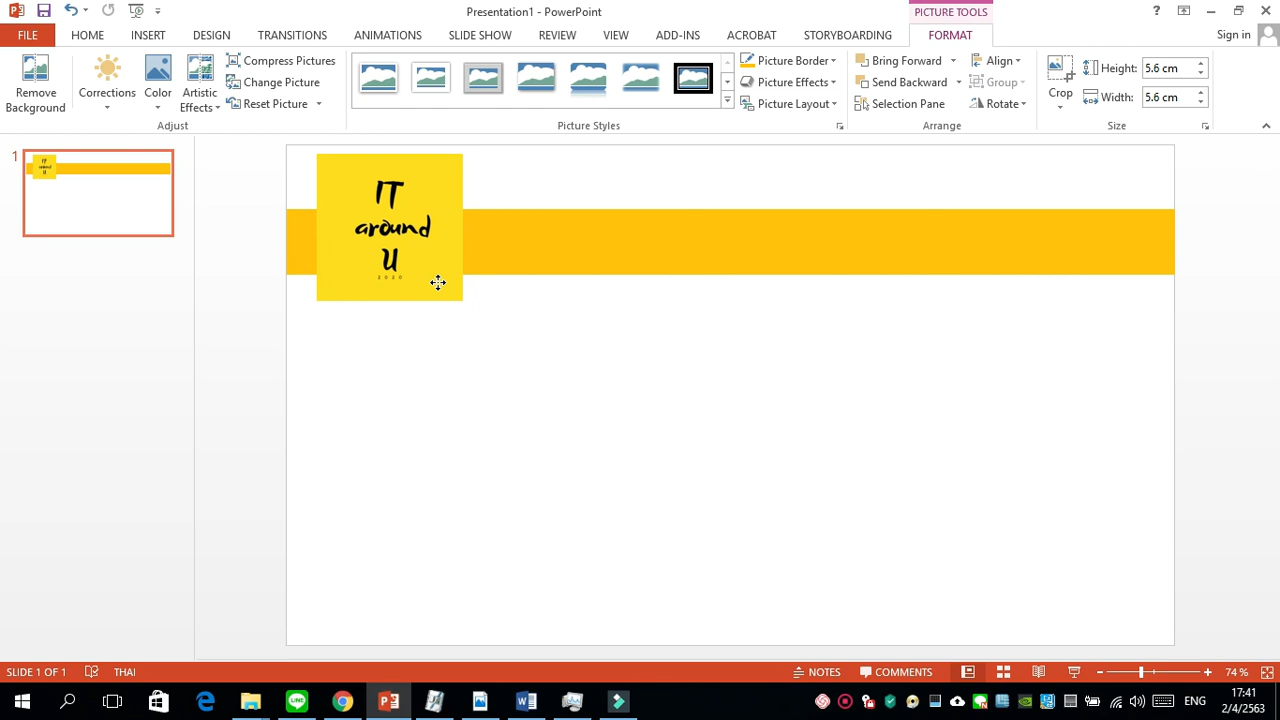 Presentation1 - PowerPoint
PICTURE TOOLS
?
FILE
HOME
INSERT
DESIGN
TRANSITIONS
ANIMATIONS
SLIDE SHOW
REVIEW
VIEW
ADD-INS
ACROBAT
STORYBOARDING
FORMAT
Sign in
Remove Background
Corrections
Color
Artistic Effects
Compress Pictures
Change Picture
Reset Picture
Adjust
Picture Styles
Picture Border
Picture Effects
Picture Layout
Bring Forward
Send Backward
Selection Pane
Align
Group
Rotate
Arrange
Crop
Height: 5.6 cm
Width: 5.6 cm
Size
1
IT
around
U
IT
around
U
2020
SLIDE 1 OF 1
THAI
NOTES
COMMENTS
74 %
ENG
17:41
2/4/2563